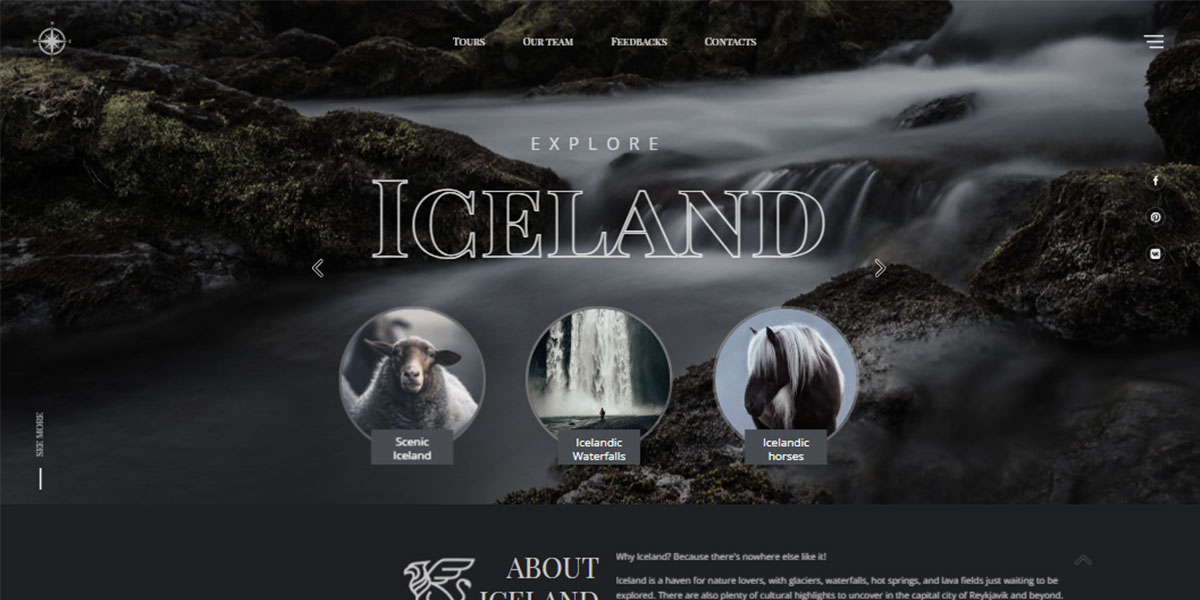 Tours
Our team
Feedbacks
Contacts
EXPLORE
Iceland
Scenic
Iceland
Icelandic
Waterfalls
Icelandic
horses
SEE MORE
ABOUT
ICELAND
Why Iceland? Because there's nowhere else like it!
Iceland is a haven for nature lovers, with glaciers, waterfalls, hot springs, and lava fields just waiting to be
explored. There are also plenty of cultural highlights to uncover in the capital city of Reykjavik and beyond.